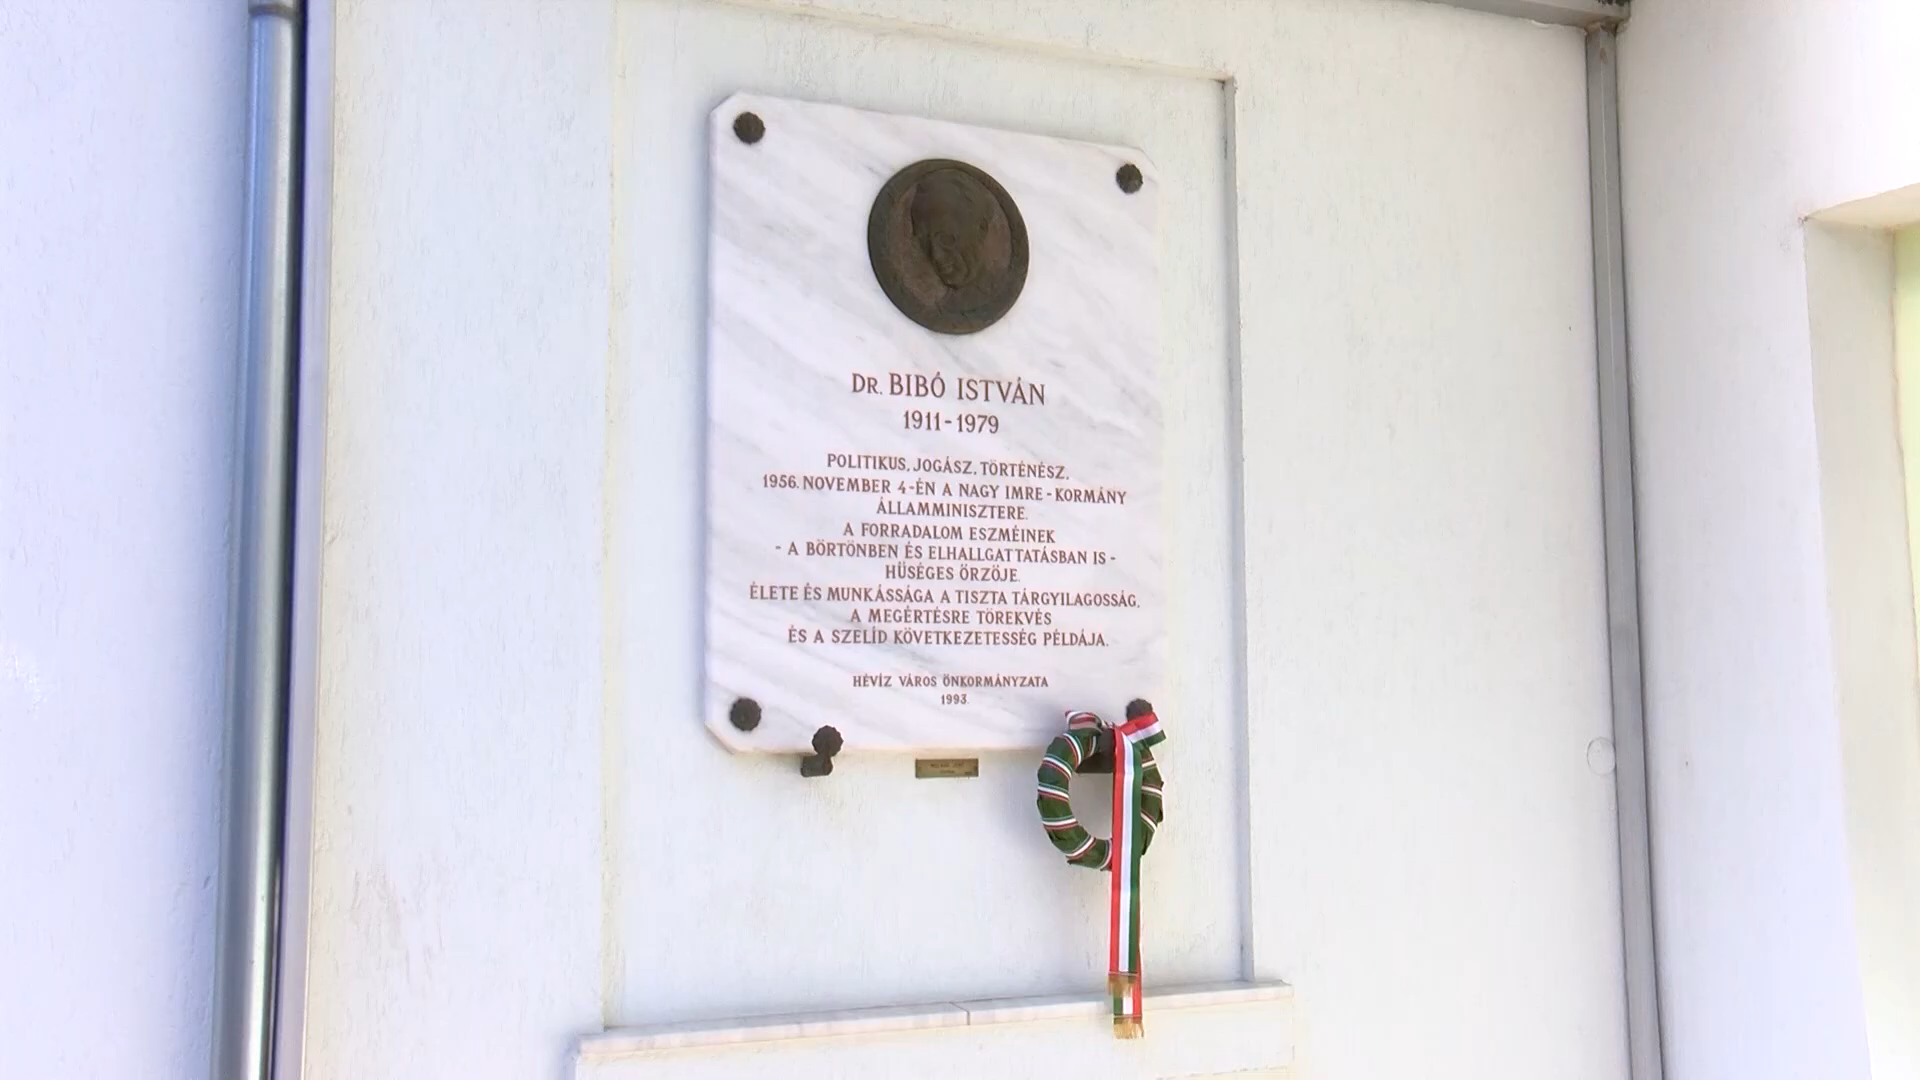 DR. BIBÓ ISTVÁN
1911-1979
POLITIKUS, JOGÁSZ, TÖRTÉNÉSZ,
1956. NOVEMBER 4-ÉN A NAGY IMRE-KORMÁNY
ÁLLAMMINISZTERE.
A FORRADALOM ESZMÉINEK
- A BÖRTÖNBEN ÉS ELHALLGATTATÁSBAN IS -
HŰSÉGES ŐRZŐJE.
ÉLETE ÉS MUNKÁSSÁGA A TISZTA TÁRGYILAGOSSÁG,
A MEGÉRTÉSRE TÖREKVÉS
ÉS A SZELÍD KÖVETKEZETESSÉG PÉLDÁJA.
HÉVÍZ VÁROS ÖNKORMÁNYZATA
1993.